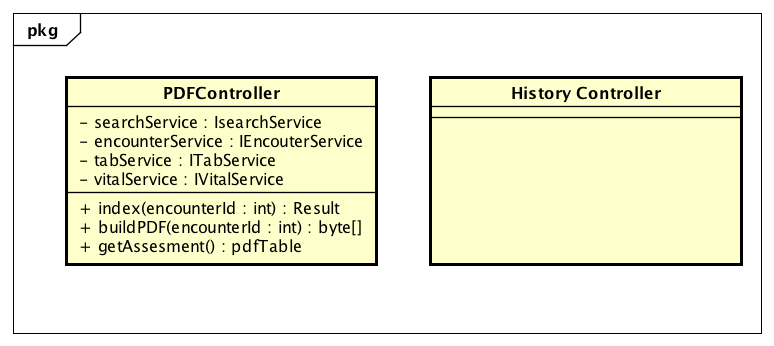 pkg
PDFController
- searchService : IsearchService
- encounterService : IEncouterService
- tabService : ITabService
- vitalService : IVitalService
+ index(encounterId : int) : Result
+ buildPDF(encounterId : int) : byte[]
+ getAssesment() : pdfTable
History Controller